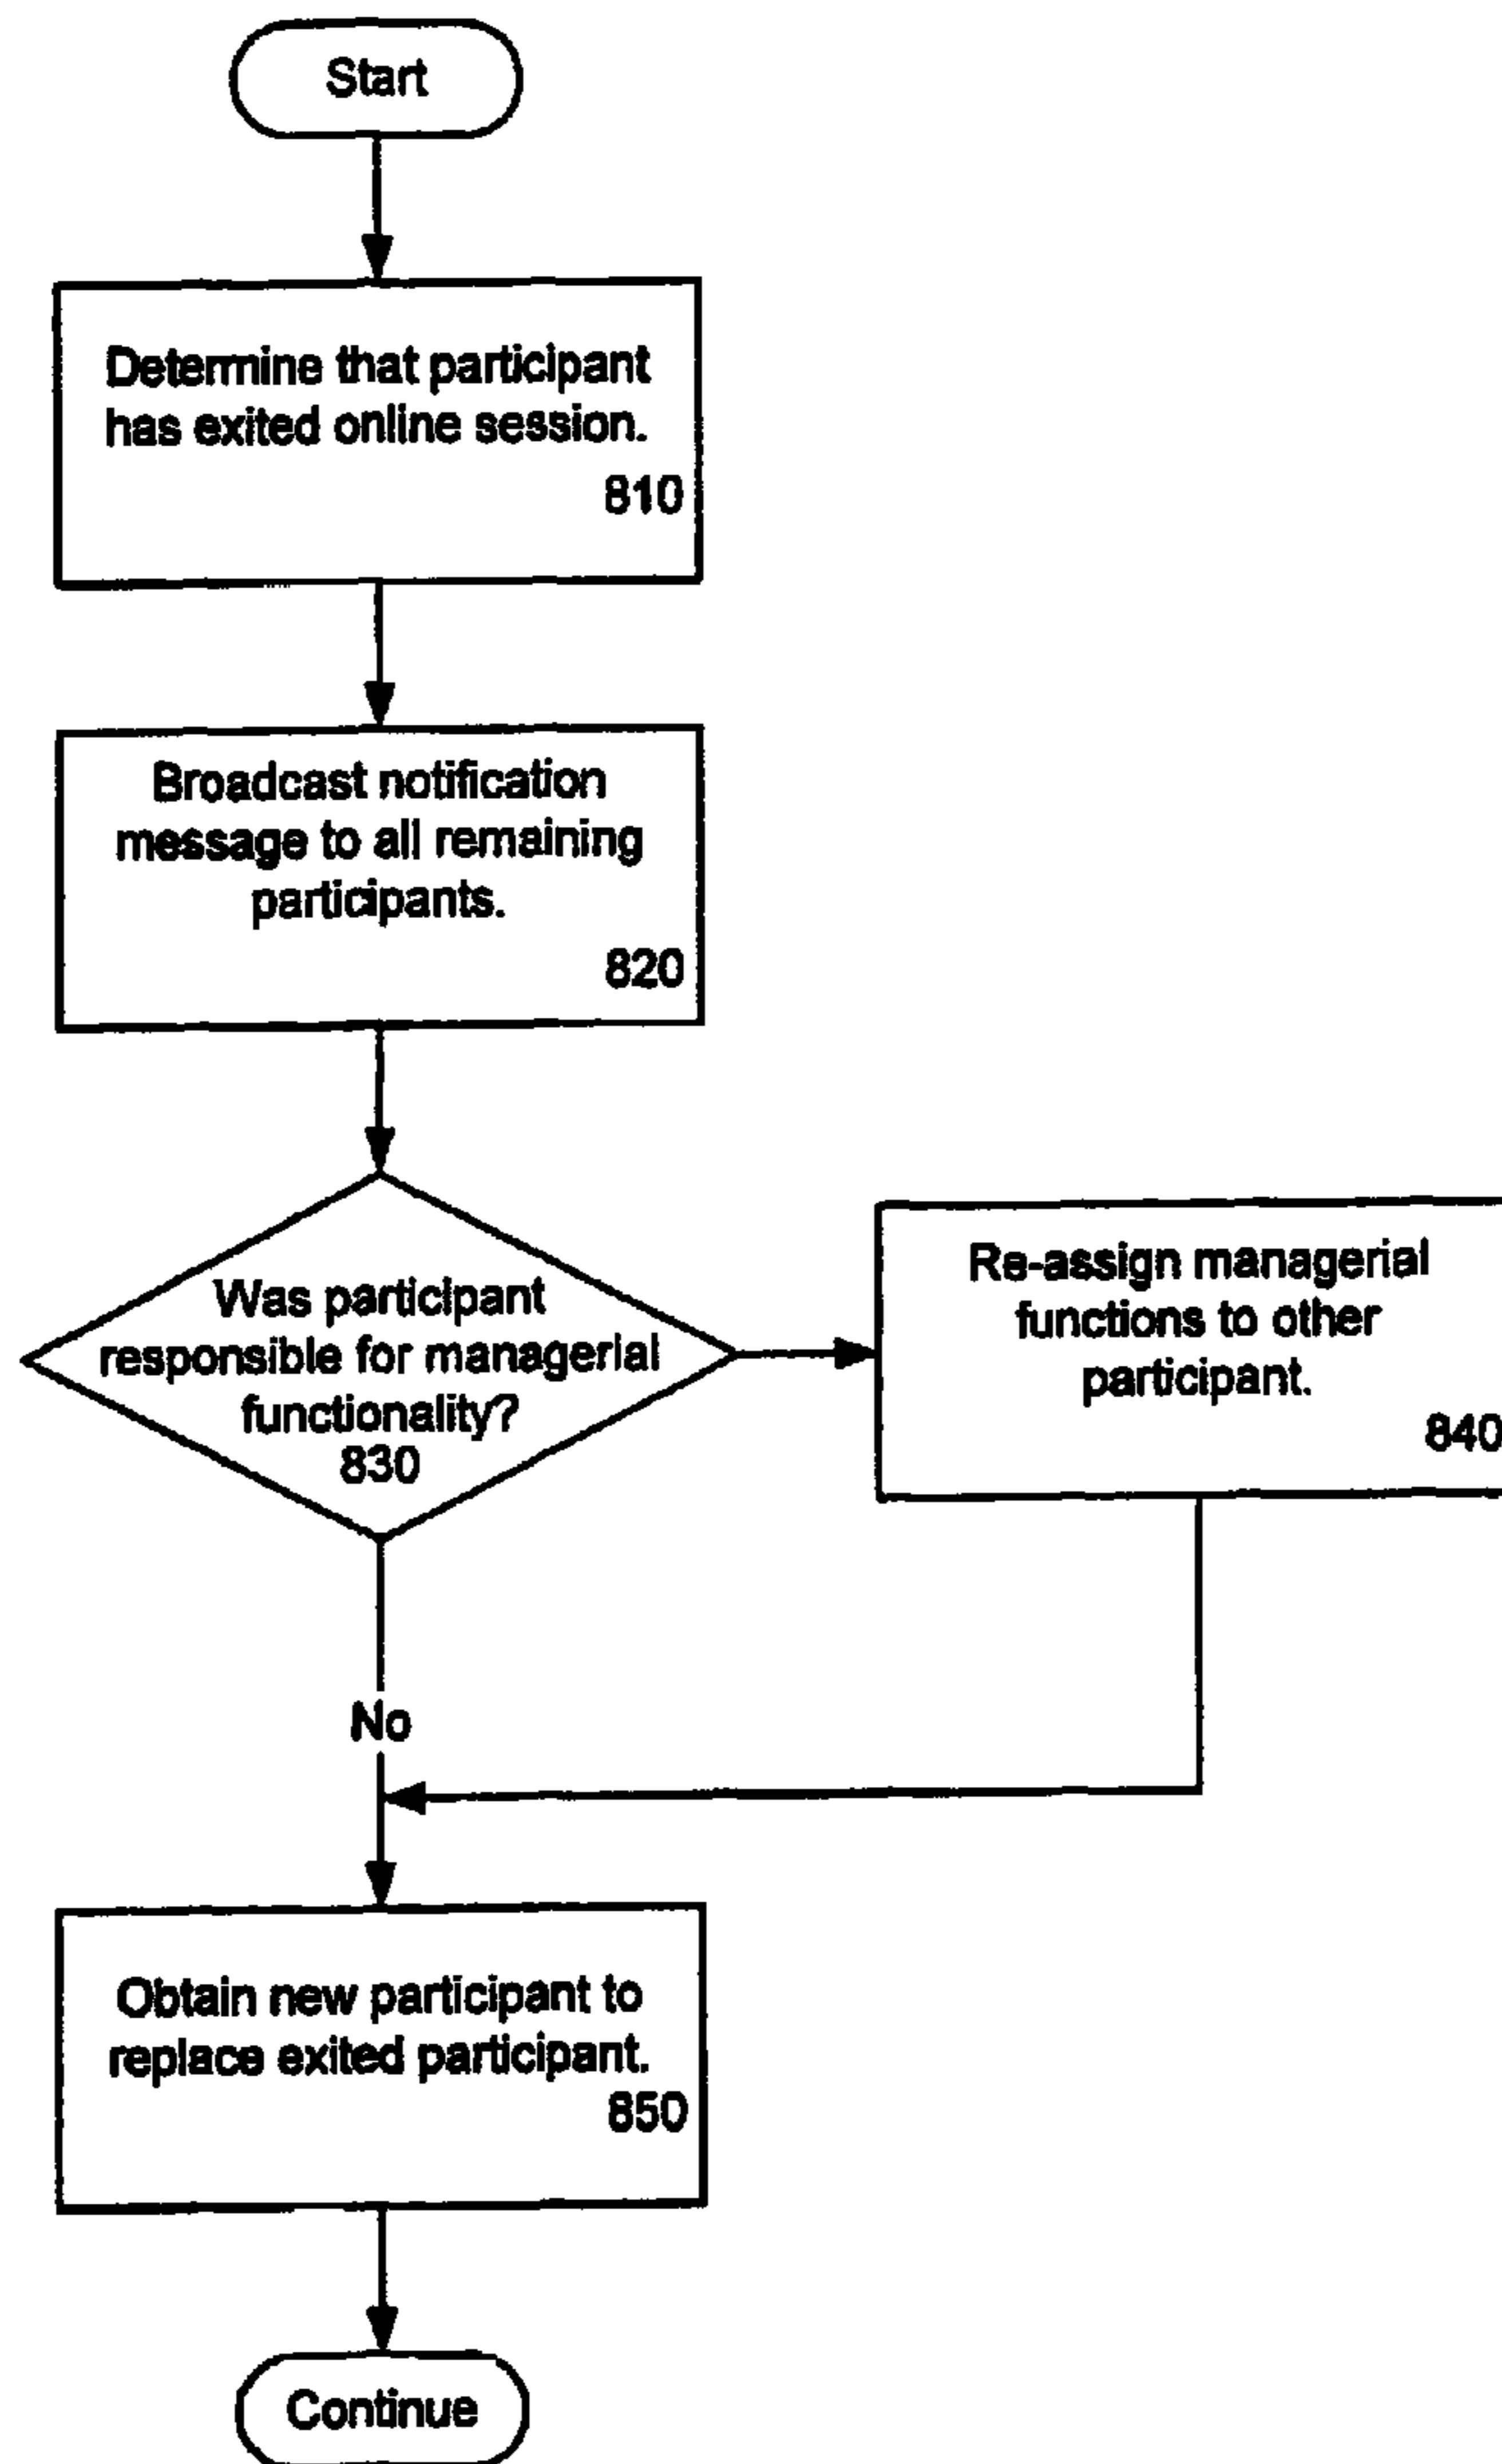 Start
Determine that participant
has exited online session.
810
Broadcast notification
message to all remaining
participants.
820
Was participant
responsible for managerial
functionality?
830
Re-assign managerial
functions to other
participant.
840
No
Obtain new participant to
replace exited participant.
850
Continue